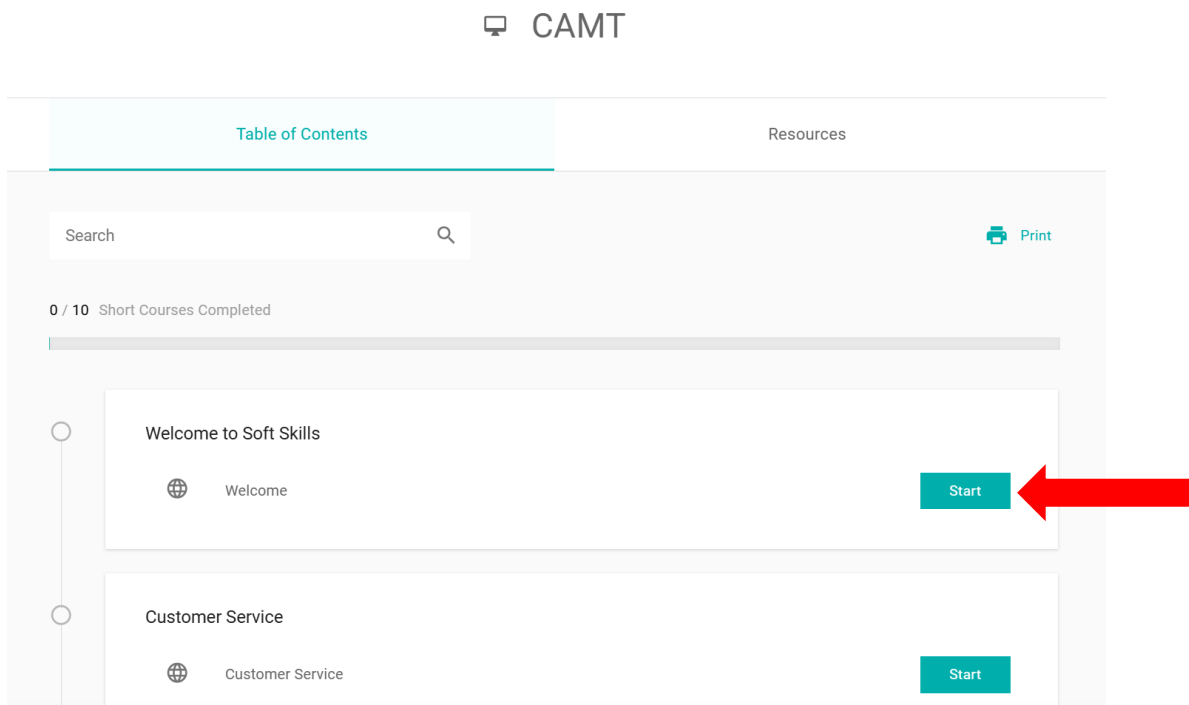 CAMT
Table of Contents
Resources
Search
Print
0 / 10 Short Courses Completed
Welcome to Soft Skills
Welcome
Start
Customer Service
Customer Service
Start